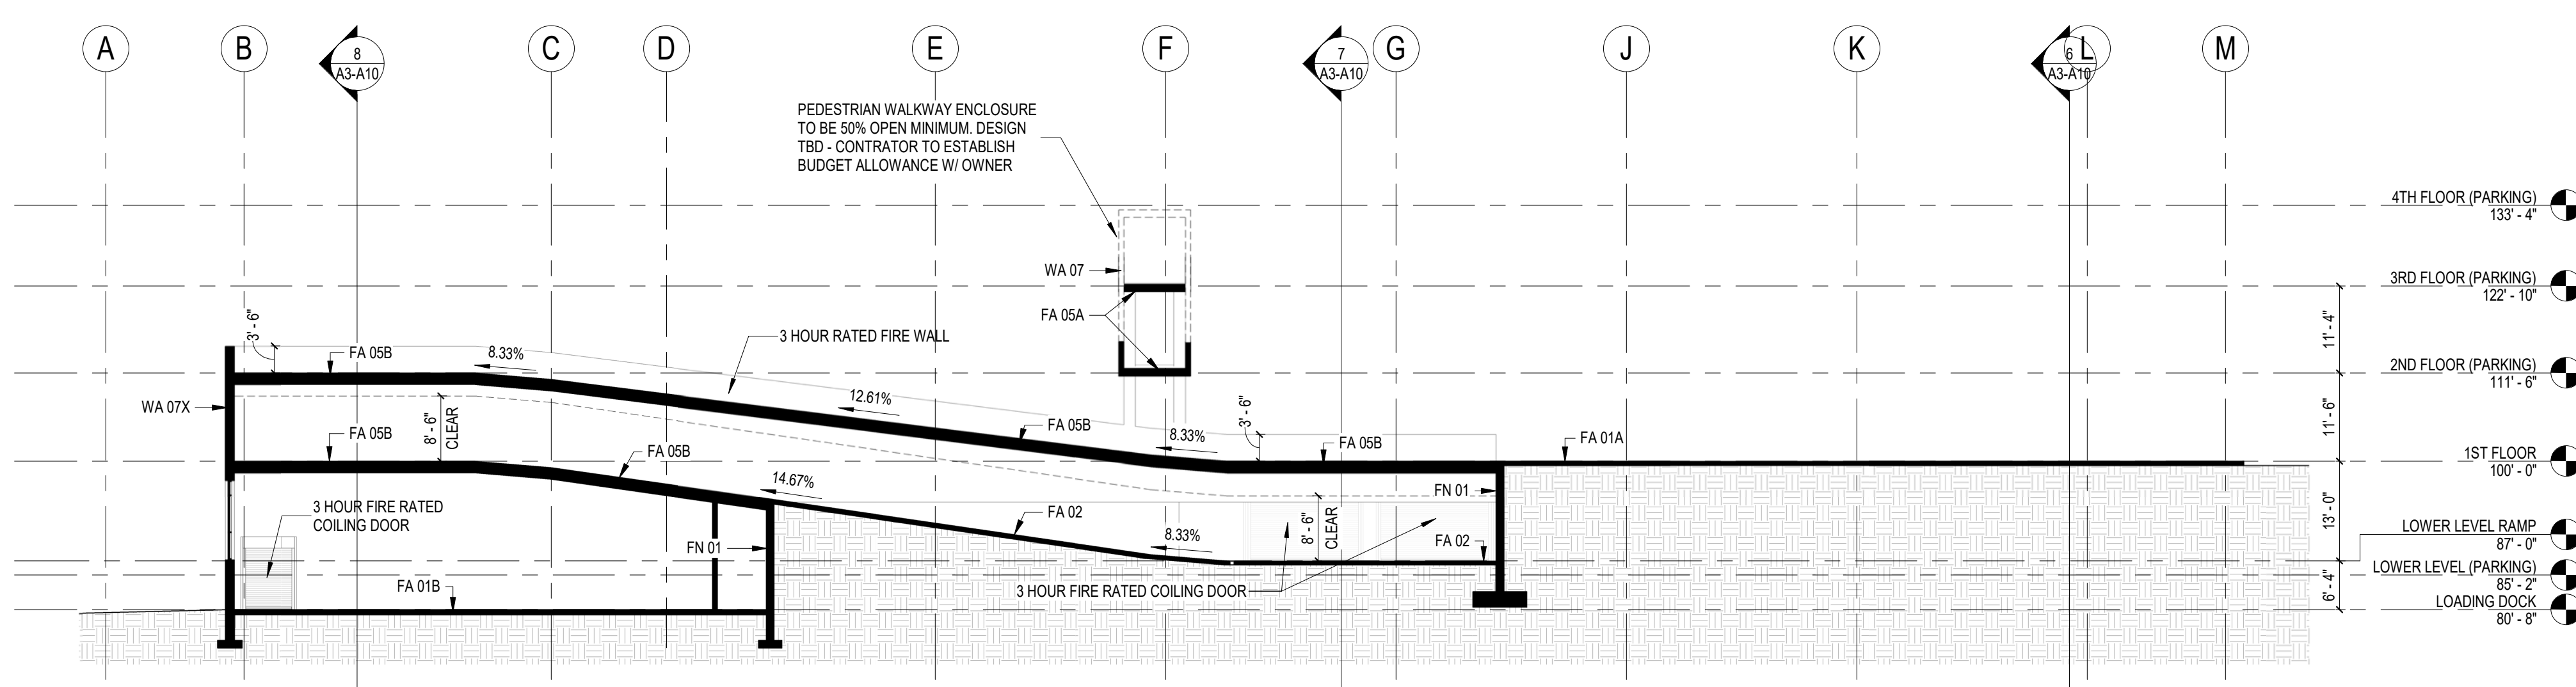 A
B
8
A3-A10
C
D
E
F
7
A3-A10
G
J
K
6
A3-A10
L
M
PEDESTRIAN WALKWAY ENCLOSURE
TO BE 50% OPEN MINIMUM. DESIGN
TBD - CONTRATOR TO ESTABLISH
BUDGET ALLOWANCE W/ OWNER
4TH FLOOR (PARKING)
133' - 4"
WA 07
3RD FLOOR (PARKING)
122' - 10"
FA 05A
11' - 4"
3' - 6"
FA 05B
8.33%
3 HOUR RATED FIRE WALL
2ND FLOOR (PARKING)
111' - 6"
12.61%
WA 07X
8' - 6"
CLEAR
FA 05B
FA 05B
FA 05B
8.33%
3' - 6"
FA 05B
FA 01A
11' - 6"
1ST FLOOR
100' - 0"
14.67%
FN 01
3 HOUR FIRE RATED
COILING DOOR
FA 02
8' - 6"
CLEAR
13' - 0"
LOWER LEVEL RAMP
87' - 0"
FN 01
8.33%
FA 02
LOWER LEVEL (PARKING)
85' - 2"
FA 01B
3 HOUR FIRE RATED COILING DOOR
6' - 4"
LOADING DOCK
80' - 8"